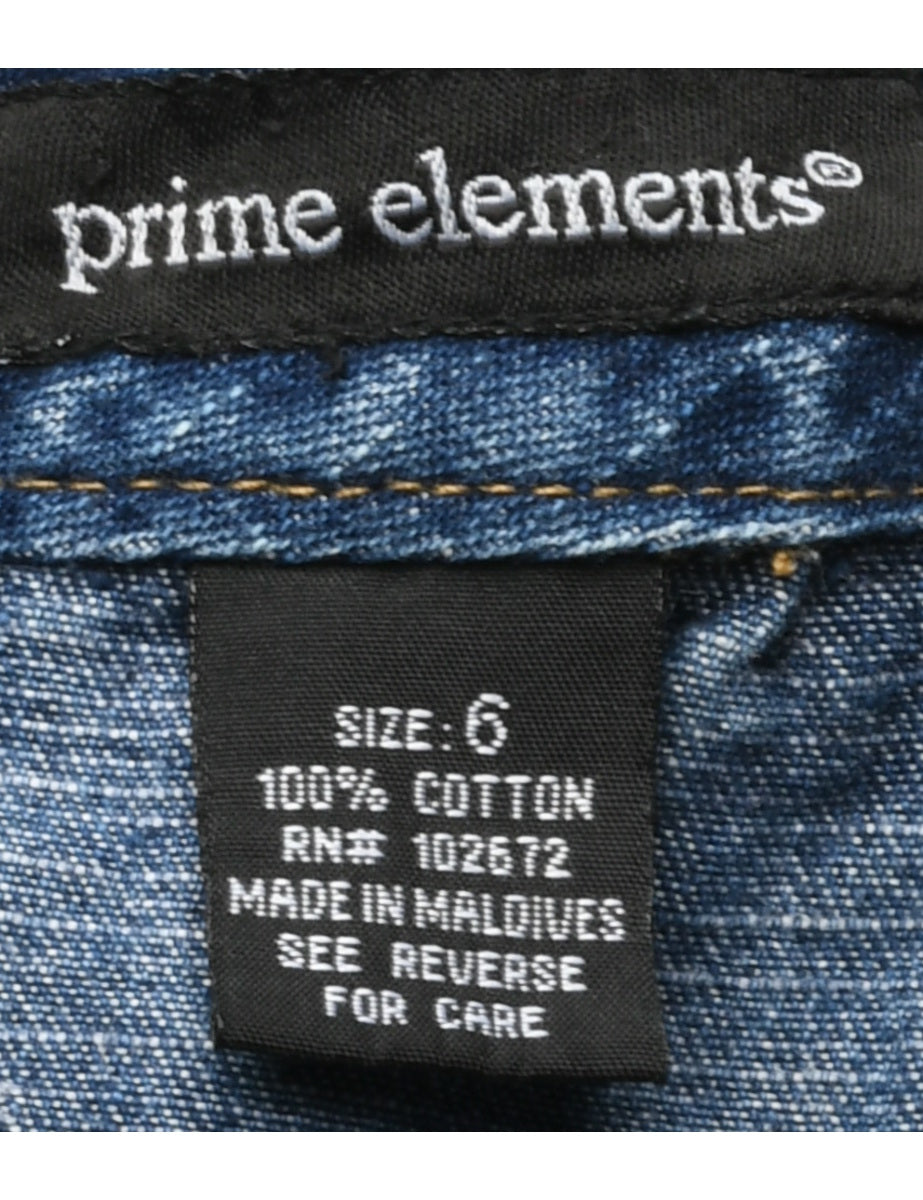 prime elements®
SIZE: 6
100% COTTON
RN# 102672
MADE IN MALDIVES
SEE REVERSE
FOR CARE